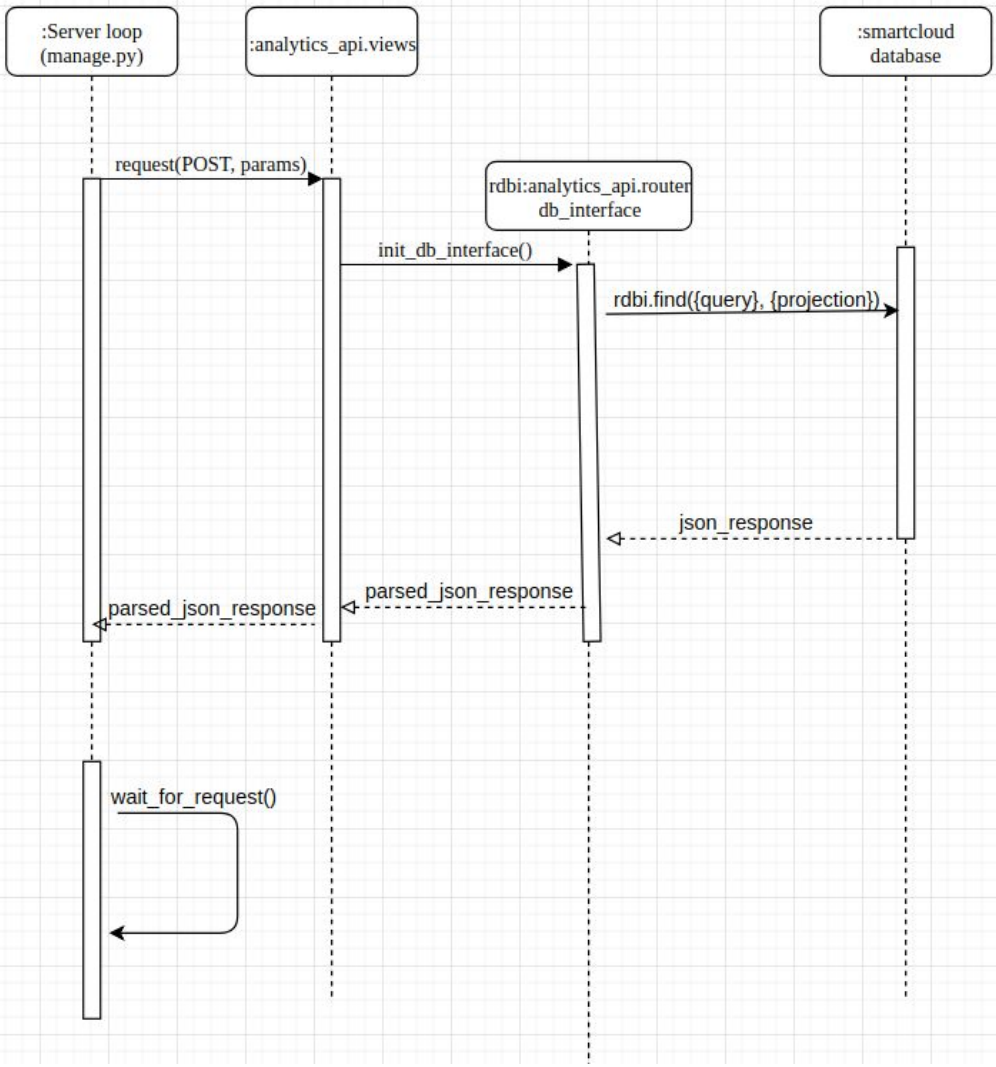 :Server loop
(manage.py)
:analytics_api.views
:smartcloud
database
request(POST, params)
rdbi:analytics_api.router
db_interface
init_db_interface()
rdbi.find({query}, {projection})
json_response
parsed_json_response
parsed_json_response
wait_for_request()